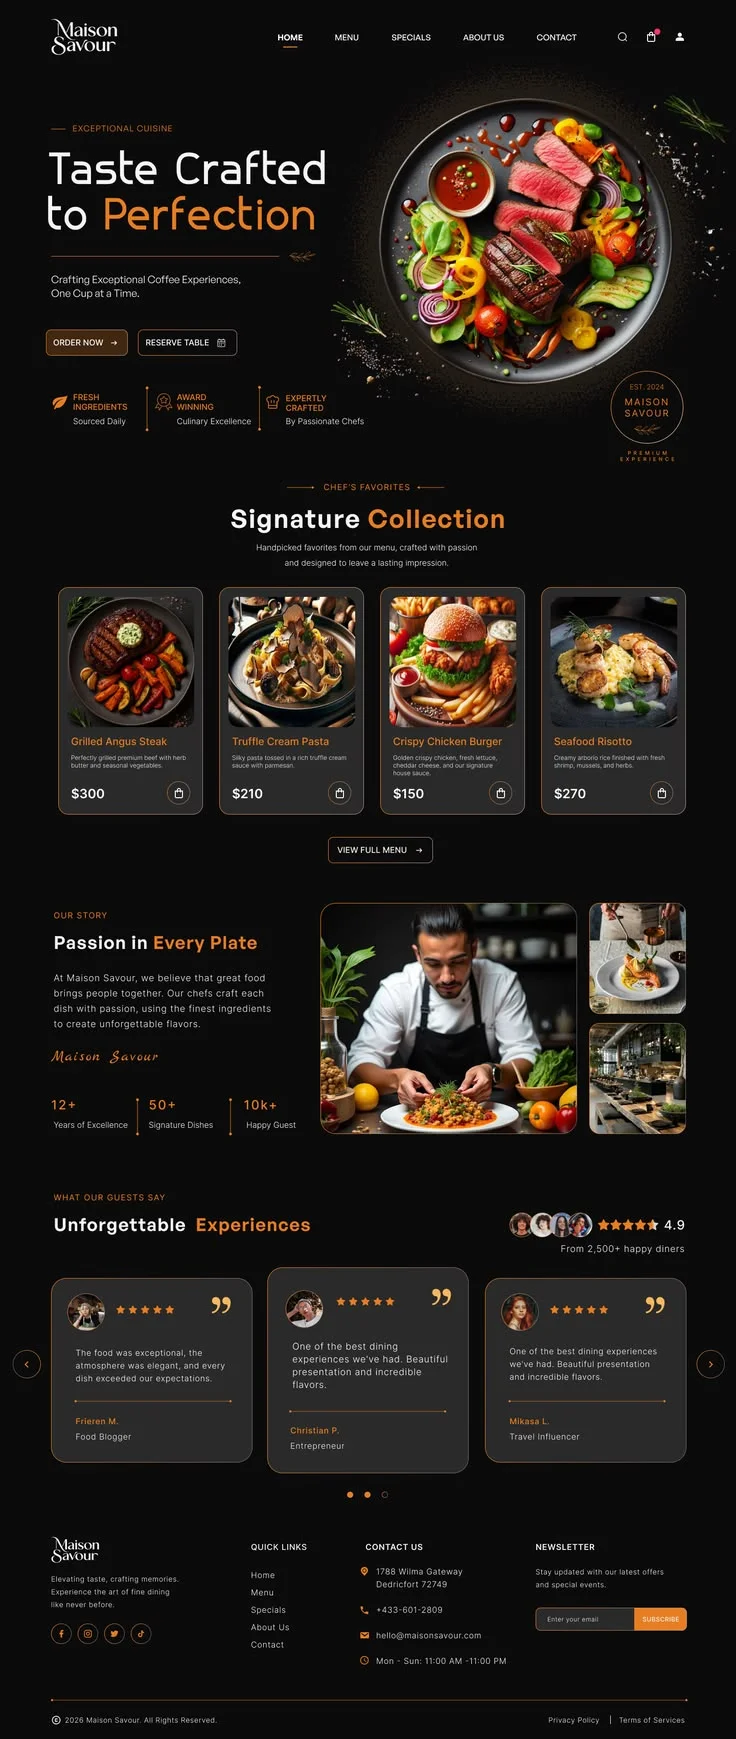 Maison
Savour
HOME
MENU
SPECIALS
ABOUT US
CONTACT
EXCEPTIONAL CUISINE
Taste Crafted
to Perfection
Crafting Exceptional Coffee Experiences,
One Cup at a Time.
ORDER NOW
RESERVE TABLE
FRESH
INGREDIENTS
Sourced Daily
AWARD
WINNING
Culinary Excellence
EXPERTLY
CRAFTED
By Passionate Chefs
EST. 2024
MAISON
SAVOUR
PREMIUM
EXPERIENCE
CHEF'S FAVORITES
Signature Collection
Handpicked favorites from our menu, crafted with passion
and designed to leave a lasting impression.
Grilled Angus Steak
Perfectly grilled premium beef with herb
butter and seasonal vegetables.
$300
Truffle Cream Pasta
Silky pasta tossed in a rich truffle cream
sauce with parmesan.
$210
Crispy Chicken Burger
Golden crispy chicken, fresh lettuce,
cheddar cheese, and our signature
house sauce.
$150
Seafood Risotto
Creamy arborio rice finished with fresh
shrimp, mussels, and herbs.
$270
VIEW FULL MENU
OUR STORY
Passion in Every Plate
At Maison Savour, we believe that great food
brings people together. Our chefs craft each
dish with passion, using the finest ingredients
to create unforgettable flavors.
Maison Savour
12+
Years of Excellence
50+
Signature Dishes
10k+
Happy Guest
WHAT OUR GUESTS SAY
Unforgettable Experiences
4.9
From 2,500+ happy diners
The food was exceptional, the
atmosphere was elegant, and every
dish exceeded our expectations.
Frieren M.
Food Blogger
One of the best dining
experiences we've had. Beautiful
presentation and incredible
flavors.
Christian P.
Entrepreneur
One of the best dining experiences
we've had. Beautiful presentation
and incredible flavors.
Mikasa L.
Travel Influencer
Maison
Savour
Elevating taste, crafting memories.
Experience the art of fine dining
like never before.
QUICK LINKS
Home
Menu
Specials
About Us
Contact
CONTACT US
1788 Wilma Gateway
Dedricfort 72749
+433-601-2809
hello@maisonsavour.com
Mon - Sun: 11:00 AM -11:00 PM
NEWSLETTER
Stay updated with our latest offers
and special events.
Enter your email
SUBSCRIBE
© 2026 Maison Savour. All Rights Reserved.
Privacy Policy | Terms of Services